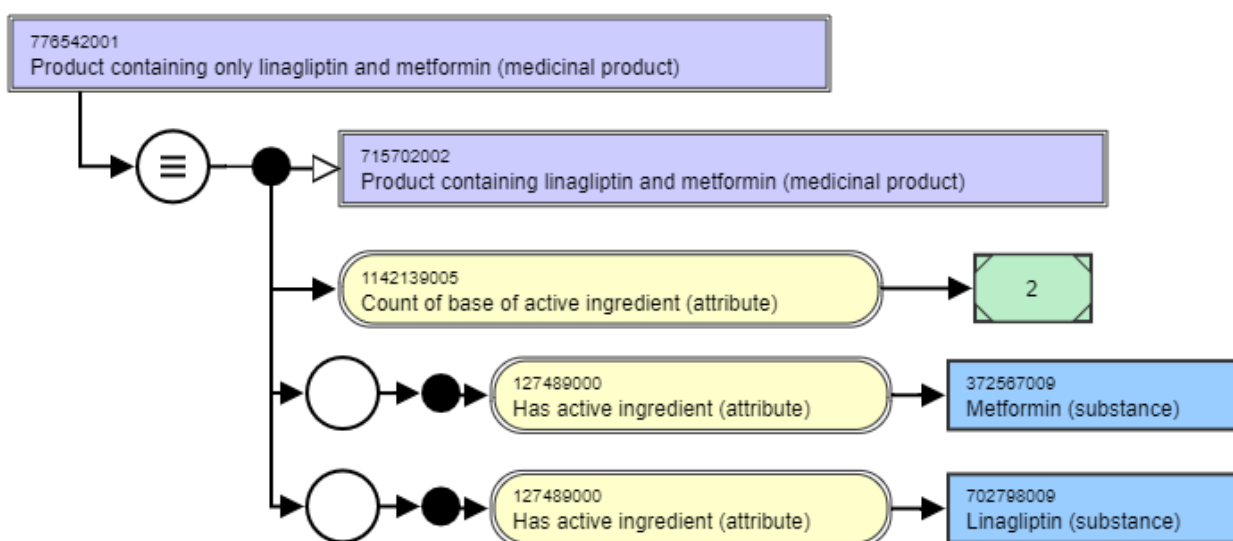 776542001
Product containing only linagliptin and metformin (medicinal product)
715702002
Product containing linagliptin and metformin (medicinal product)
1142139005
Count of base of active ingredient (attribute)
2
127489000
Has active ingredient (attribute)
372567009
Metformin (substance)
127489000
Has active ingredient (attribute)
702798009
Linagliptin (substance)